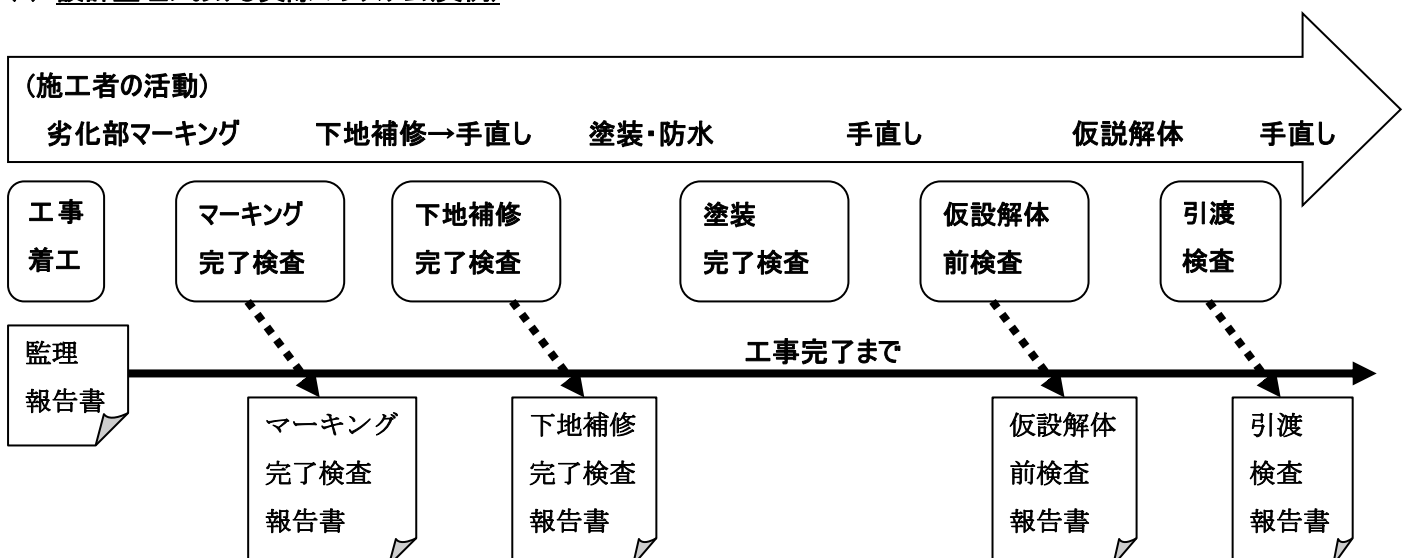 (施工者の活動)
劣化部マーキング 下地補修→手直し 塗装・防水 手直し 仮説解体 手直し
工事
着工
マーキング
完了検査
下地補修
完了検査
塗装
完了検査
仮設解体
前検査
引渡
検査
監理
報告書
工事完了まで
マーキング
完了検査
報告書
下地補修
完了検査
報告書
仮設解体
前検査
報告書
引渡
検査
報告書